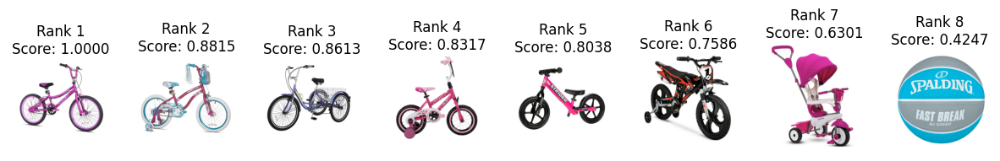 Rank 1
Score: 1.0000
Rank 2
Score: 0.8815
Rank 3
Score: 0.8613
Rank 4
Score: 0.8317
Rank 5
Score: 0.8038
Rank 6
Score: 0.7586
Rank 7
Score: 0.6301
Rank 8
Score: 0.4247
SPALDING
FAST BREAK